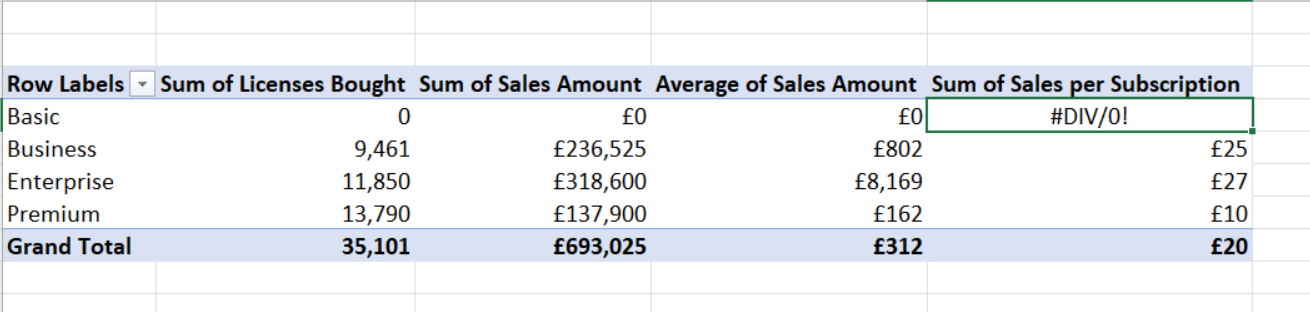 Row Labels Sum of Licenses Bought Sum of Sales Amount Average of Sales Amount Sum of Sales per Subscription
Basic 0 £0 £0 #DIV/0!
Business 9,461 £236,525 £802 £25
Enterprise 11,850 £318,600 £8,169 £27
Premium 13,790 £137,900 £162 £10
Grand Total 35,101 £693,025 £312 £20